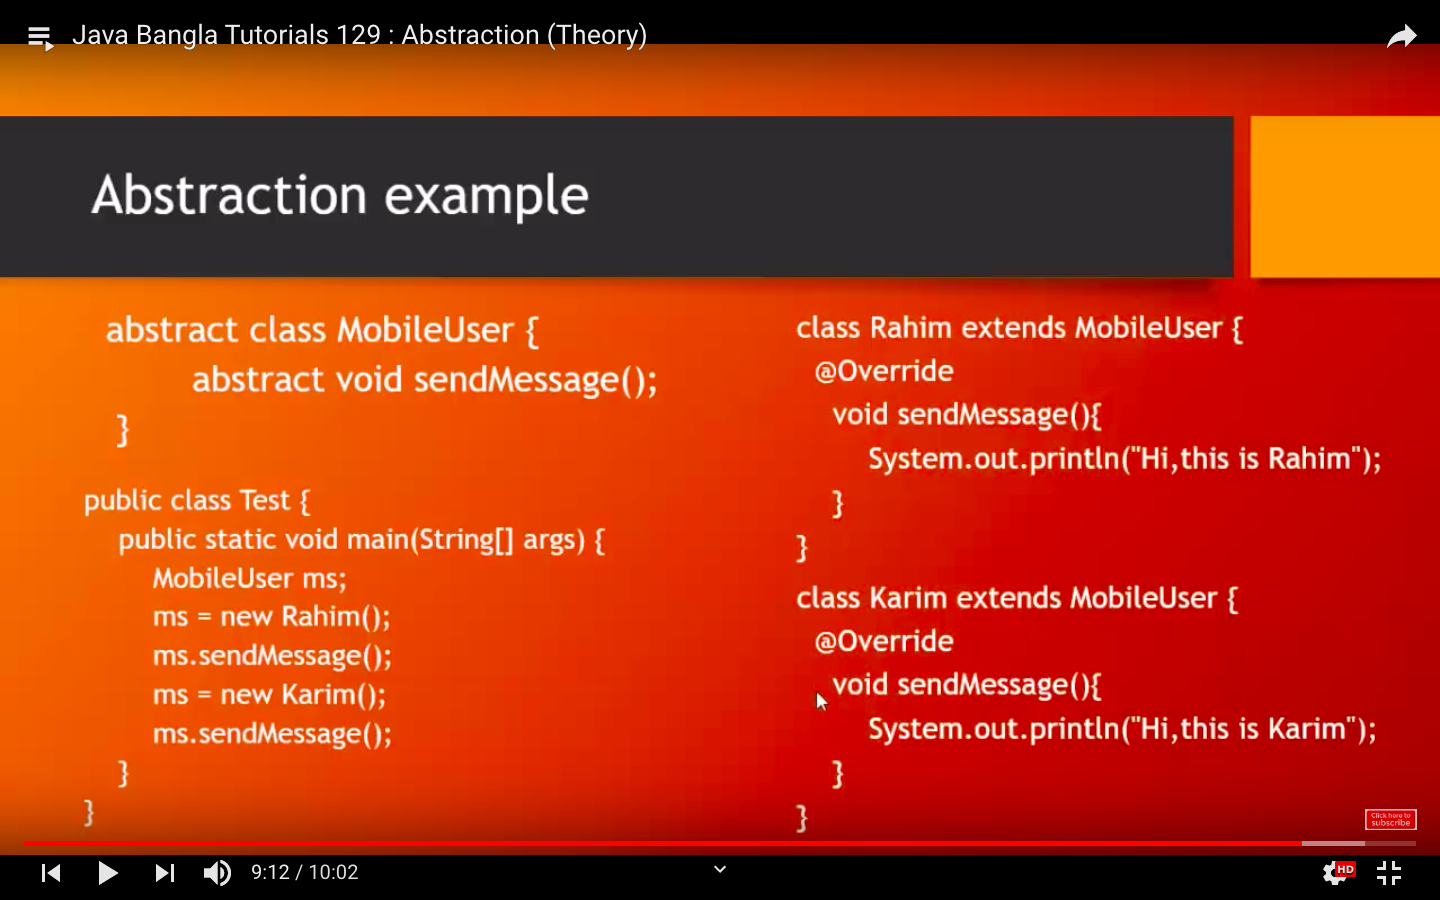 Java Bangla Tutorials 129 : Abstraction (Theory)
Abstraction example
abstract class MobileUser {
abstract void sendMessage();
}
public class Test {
public static void main(String[] args) {
MobileUser ms;
ms = new Rahim();
ms.sendMessage();
ms = new Karim();
ms.sendMessage();
}
}
class Rahim extends MobileUser {
@Override
void sendMessage(){
System.out.println("Hi,this is Rahim");
}
}
class Karim extends MobileUser {
@Override
void sendMessage(){
System.out.println("Hi,this is Karim");
}
}
Click here to
subscribe
9:12 / 10:02
HD